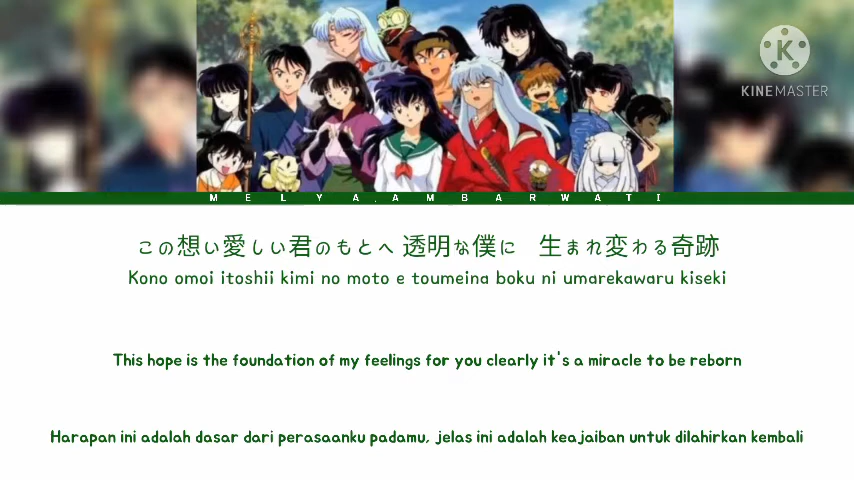 KINEMASTER
MELYA.AMBARWATI
この想い愛しい君のもとへ 透明な僕に 生まれ変わる奇跡
Kono omoi itoshii kimi no moto e toumeina boku ni umarekawaru kiseki
This hope is the foundation of my feelings for you clearly it's a miracle to be reborn
Harapan ini adalah dasar dari perasaanku padamu, jelas ini adalah keajaiban untuk dilahirkan kembali